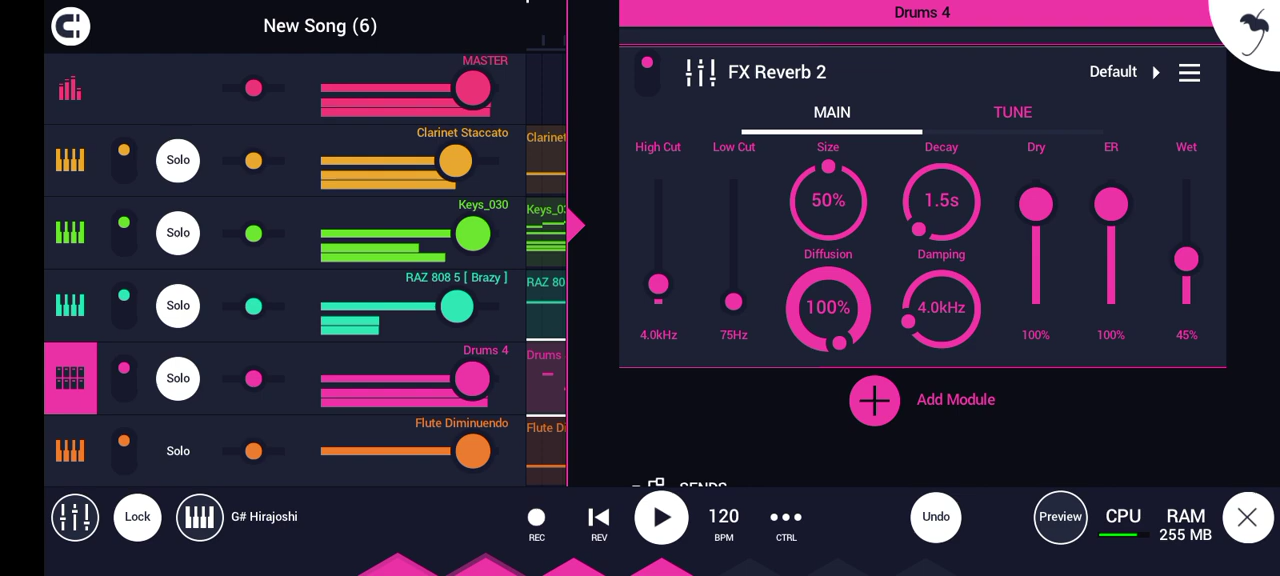 New Song (6)
MASTER
Clarinet Staccato
Solo
Clarinet
Keys_030
Solo
Keys_03
RAZ 808 5 [ Brazy ]
Solo
RAZ 80
Drums 4
Solo
Drums
Flute Diminuendo
Solo
Flute Di
Drums 4
FX Reverb 2
Default
MAIN
TUNE
High Cut
Low Cut
Size
Decay
Dry
ER
Wet
50%
1.5s
Diffusion
Damping
100%
4.0kHz
4.0kHz
75Hz
100%
100%
45%
Add Module
SENDS
Lock
G# Hirajoshi
REC
REV
120
BPM
CTRL
Undo
Preview
CPU
RAM
255 MB